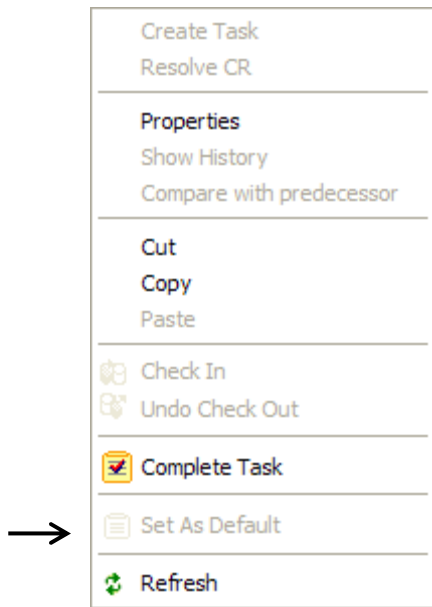 Create Task
Resolve CR
Properties
Show History
Compare with predecessor
Cut
Copy
Paste
Check In
Undo Check Out
Complete Task
Set As Default
Refresh